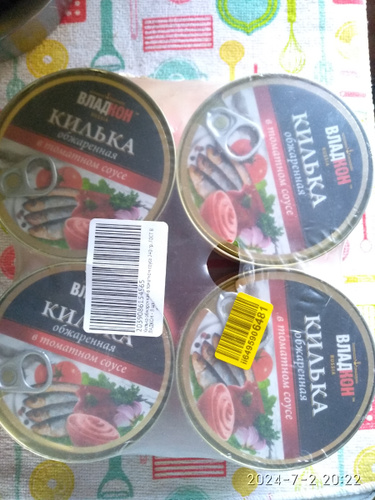 ВЛАДКОН
КИЛЬКА
обжаренная
в томатном соусе
ВЛАДКОН
КИЛЬКА
обжаренная
в томатном соусе
ВЛАДКОН
КИЛЬКА
обжаренная
в томатном соусе
ВЛАДКОН
КИЛЬКА
обжаренная
в томатном соусе
6481
2024-7-2 20:22